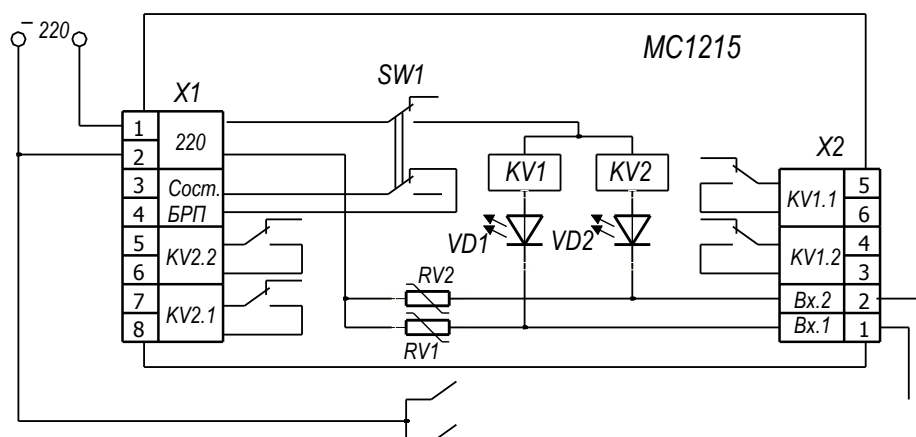 – 220
MC1215
SW1
X1
1
2
220
3
4
Сост.
БРП
5
6
KV2.2
7
8
KV2.1
KV1
KV2
VD1
VD2
RV2
RV1
X2
KV1.1
5
6
KV1.2
4
3
Вх.2
2
Вх.1
1